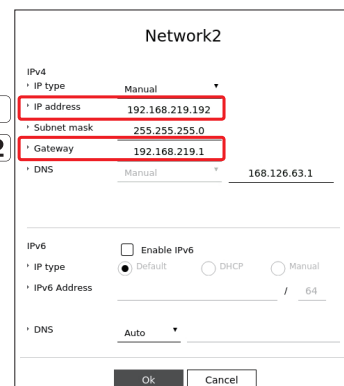 Network2
IPv4
IP type Manual
IP address 192.168.219.192
Subnet mask 255.255.255.0
Gateway 192.168.219.1
DNS Manual 168.126.63.1
IPv6
Enable IPv6
IP type Default DHCP Manual
IPv6 Address / 64
DNS Auto
Ok Cancel